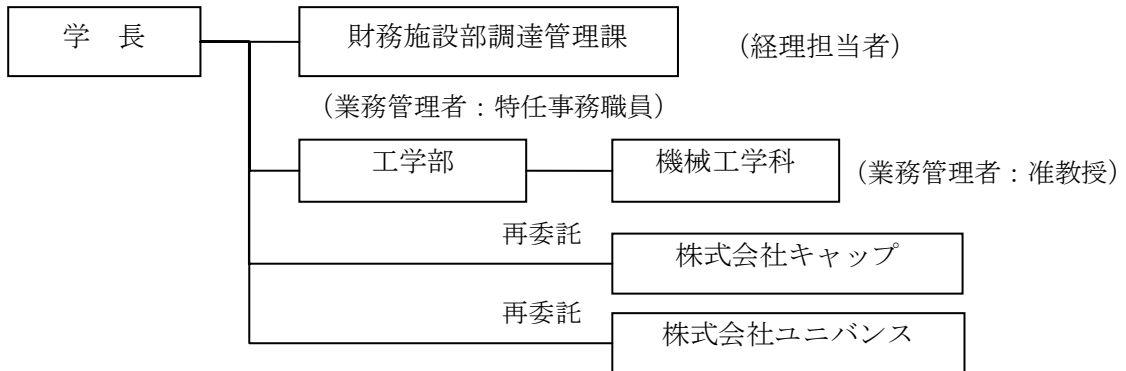 学　長
財務施設部調達管理課
（経理担当者）
（業務管理者：特任事務職員）
工学部
機械工学科
（業務管理者：准教授）
再委託
株式会社キャップ
再委託
株式会社ユニバンス